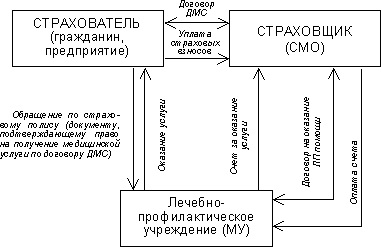 СТРАХОВАТЕЛЬ
(гражданин,
предприятие)
Договор
ДМС
Уплата
страховых
взносов
СТРАХОВЩИК
(СМО)
Обращение по страхо-
вому полису (документу,
подтверждающему право
на получение медицинской
услуги по договору ДМС)
Оказание услуги
Счет за оказание
услуги
Договор на оказание
ЛП помощи
Оплата счета
Лечебно-
профилактическое
учреждение (МУ)